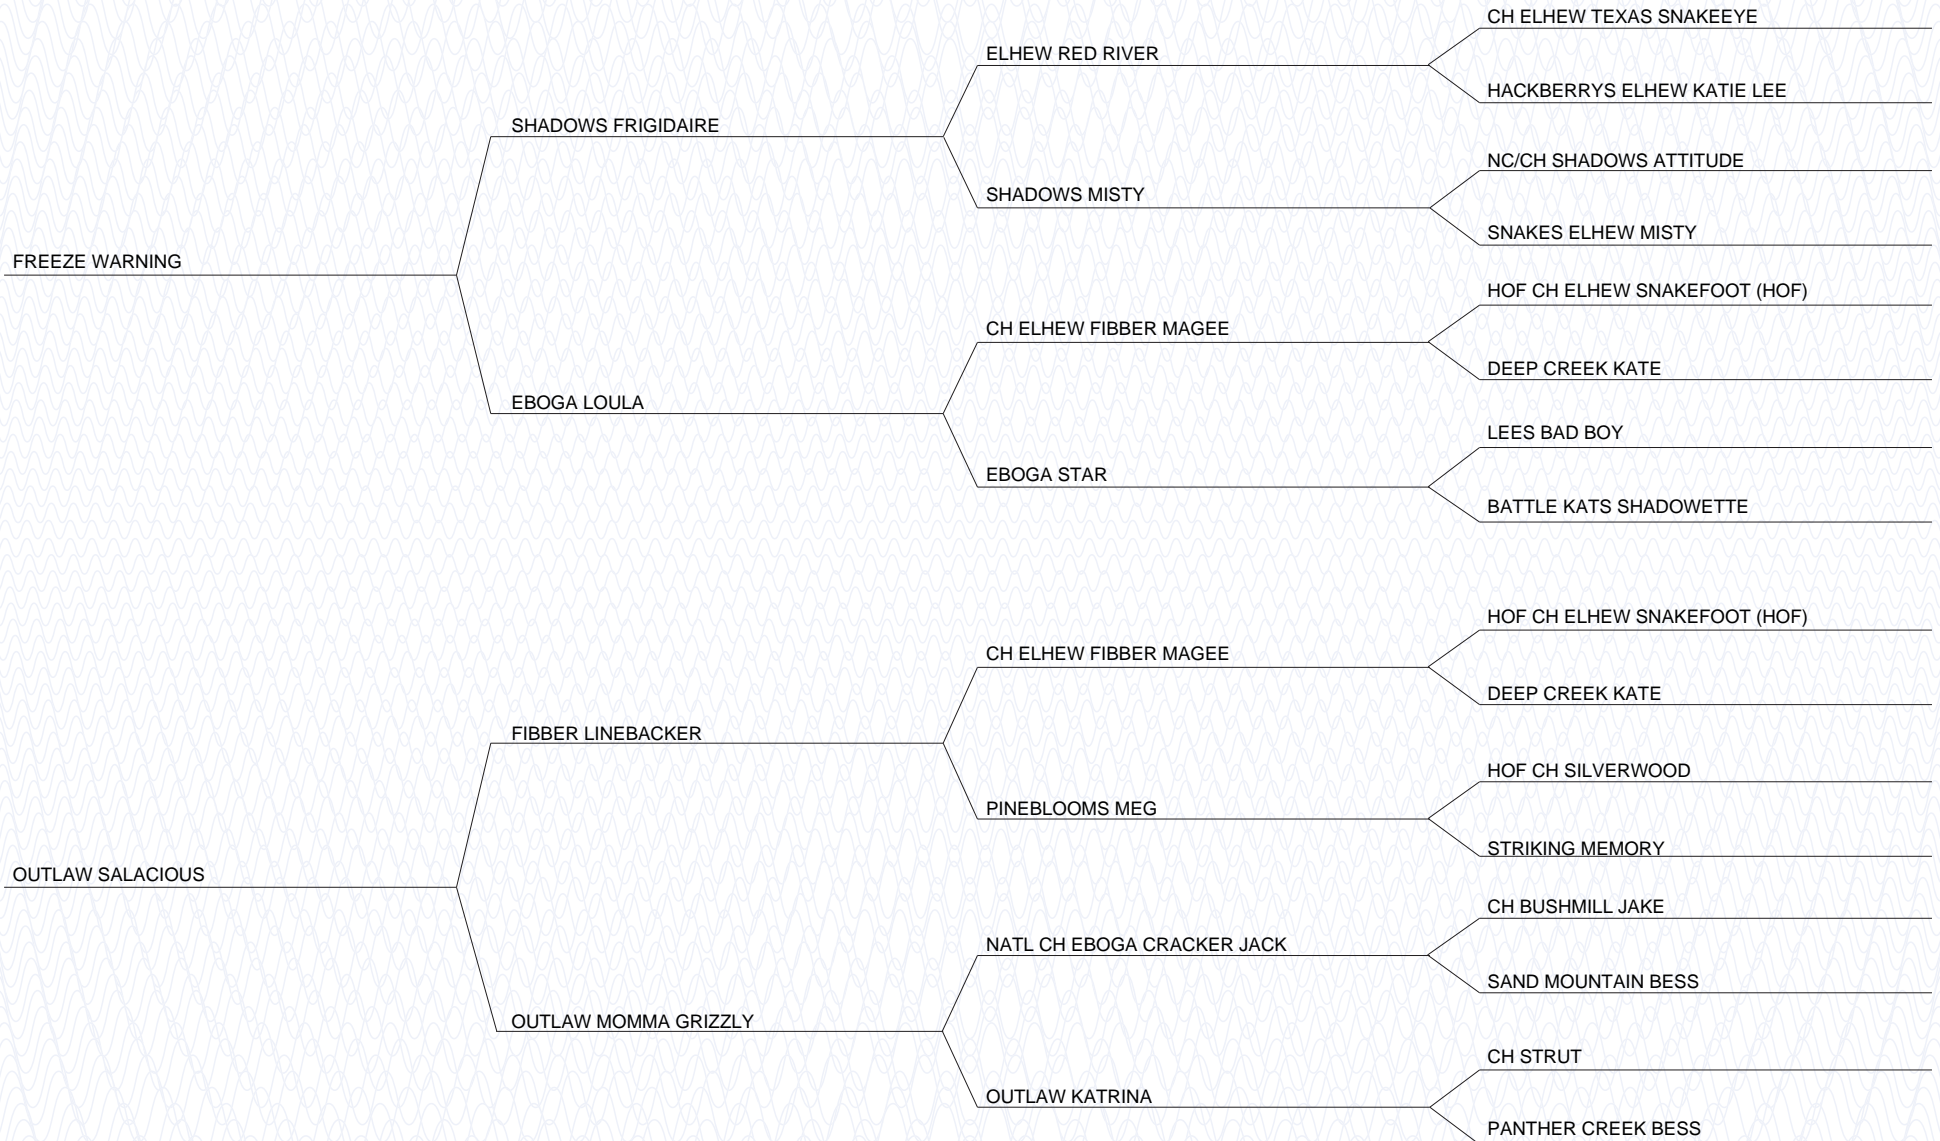 CH ELHEW TEXAS SNAKEEYE
ELHEW RED RIVER
HACKBERRYS ELHEW KATIE LEE
SHADOWS FRIGIDAIRE
NC/CH SHADOWS ATTITUDE
SHADOWS MISTY
SNAKES ELHEW MISTY
FREEZE WARNING
HOF CH ELHEW SNAKEFOOT (HOF)
CH ELHEW FIBBER MAGEE
DEEP CREEK KATE
EBOGA LOULA
LEES BAD BOY
EBOGA STAR
BATTLE KATS SHADOWETTE
HOF CH ELHEW SNAKEFOOT (HOF)
CH ELHEW FIBBER MAGEE
DEEP CREEK KATE
FIBBER LINEBACKER
HOF CH SILVERWOOD
PINEBLOOMS MEG
STRIKING MEMORY
OUTLAW SALACIOUS
CH BUSHMILL JAKE
NATL CH EBOGA CRACKER JACK
SAND MOUNTAIN BESS
OUTLAW MOMMA GRIZZLY
CH STRUT
OUTLAW KATRINA
PANTHER CREEK BESS